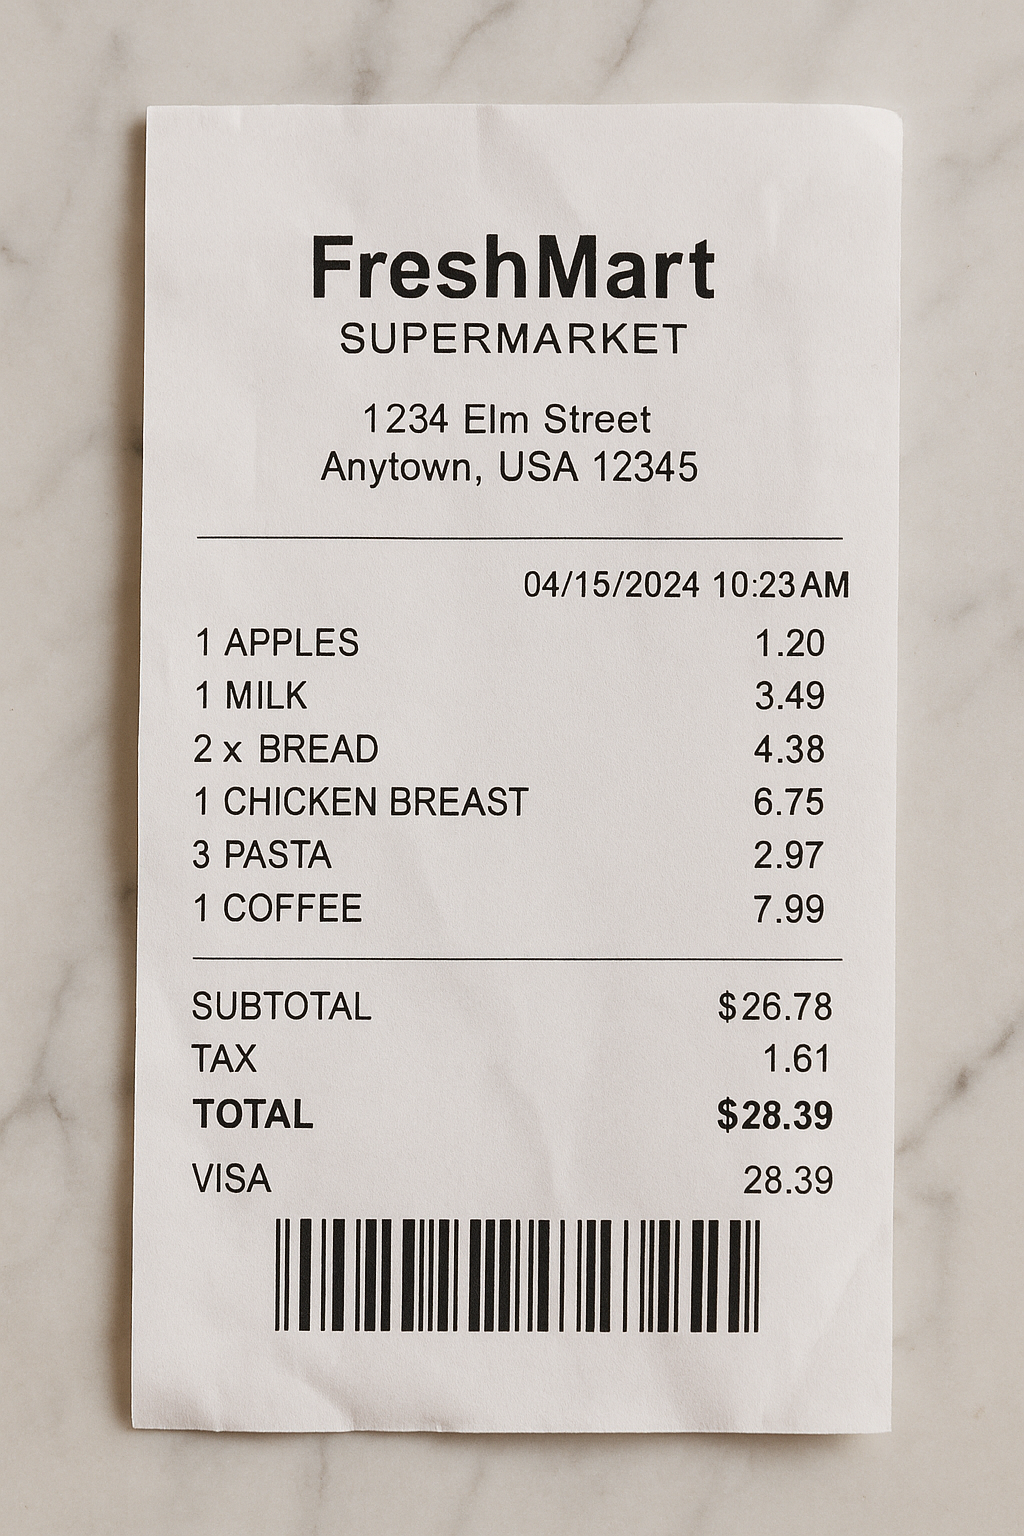 FreshMart
SUPERMARKET
1234 Elm Street
Anytown, USA 12345
04/15/2024 10:23 AM
1 APPLES 1.20
1 MILK 3.49
2 x BREAD 4.38
1 CHICKEN BREAST 6.75
3 PASTA 2.97
1 COFFEE 7.99
SUBTOTAL $26.78
TAX 1.61
TOTAL $28.39
VISA 28.39